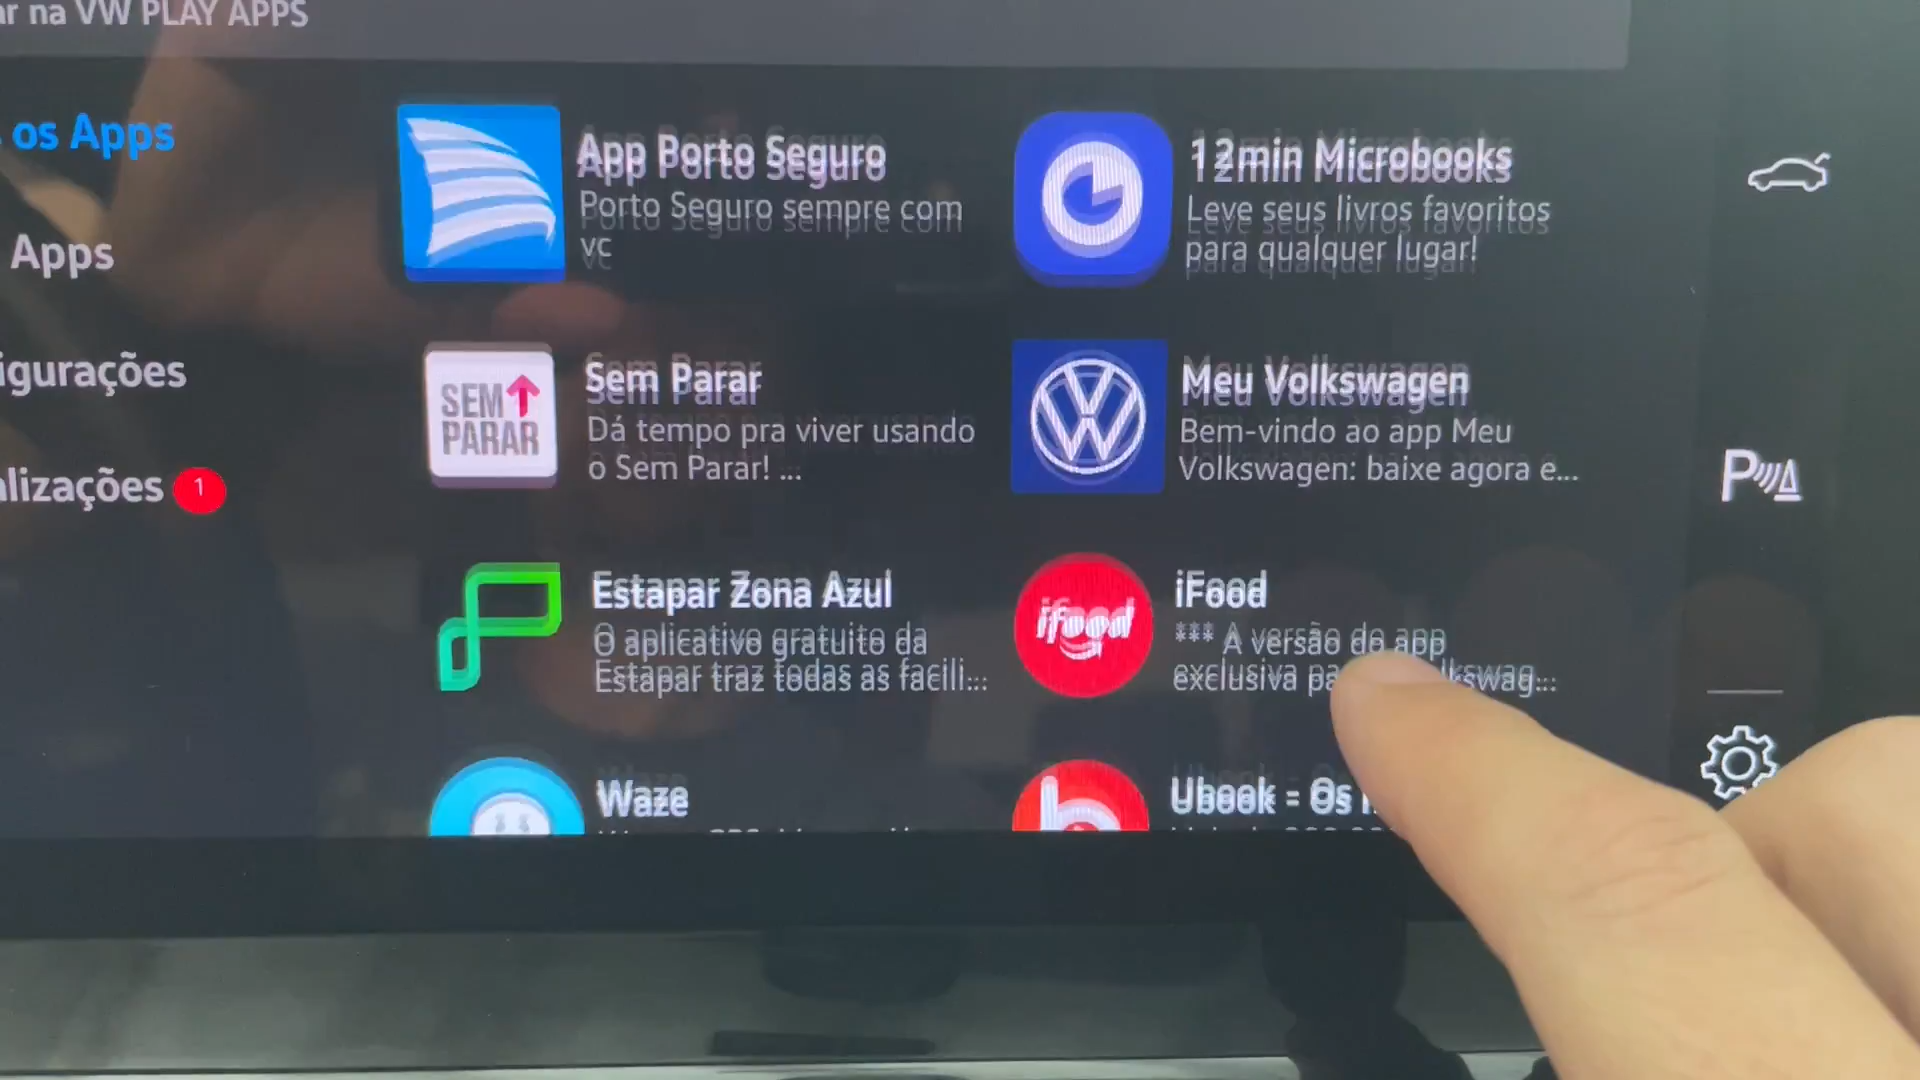 na VW PLAY APPS
os Apps
Apps
App Porto Seguro
Porto Seguro sempre com
vc
12min Microbooks
Leve seus livros favoritos
para qualquer lugar!
SEM
PARAR
Sem Parar
Dá tempo pra viver usando
o Sem Parar! ...
Meu Volkswagen
Bem-vindo ao app Meu
Volkswagen: baixe agora e...
1
Estapar Zona Azul
O aplicativo gratuito da
Estapar traz todas as facili...
ifood
iFood
*** A versão do app
exclusiva
Waze
Ubook - Os
P